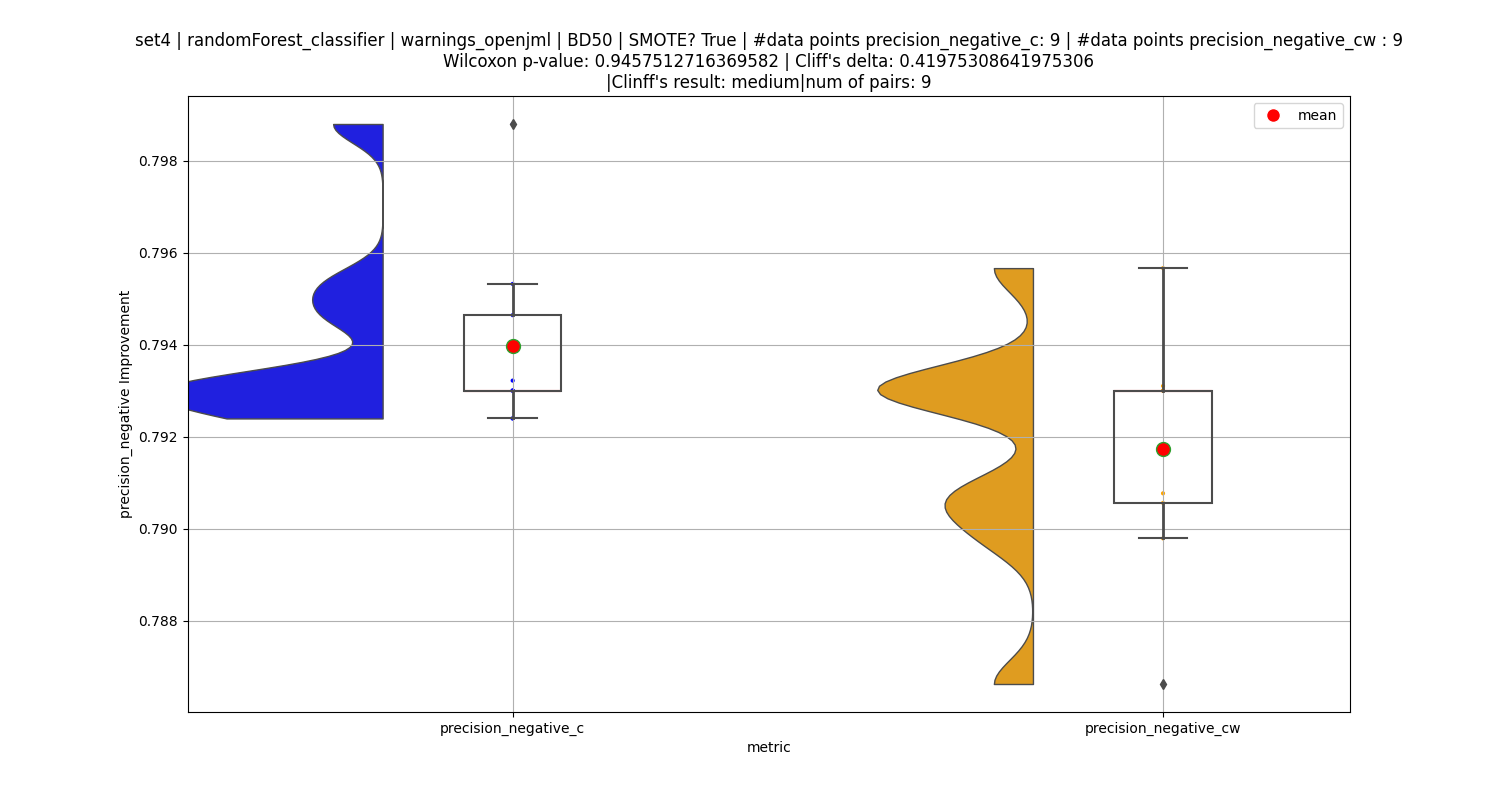 set4 | randomForest_classifier | warnings_openjml | BD50 | SMOTE? True | #data points precision_negative_c: 9 | #data points precision_negative_cw : 9
Wilcoxon p-value: 0.9457512716369582 | Cliff's delta: 0.41975308641975306
|Clinff's result: medium|num of pairs: 9
mean
0.798
0.796
0.794
0.792
0.790
0.788
precision_negative Improvement
precision_negative_c
precision_negative_cw
metric